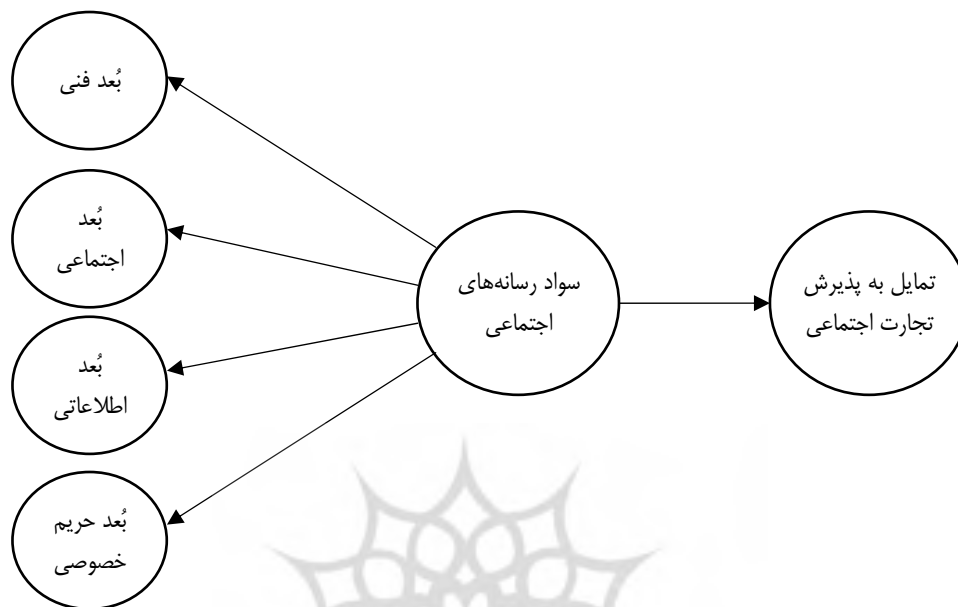 بُعد فنی
بُعد
اجتماعی
بُعد
اطلاعاتی
بُعد حریم
خصوصی
سواد رسانه‌های
اجتماعی
تمایل به پذیرش
تجارت اجتماعی